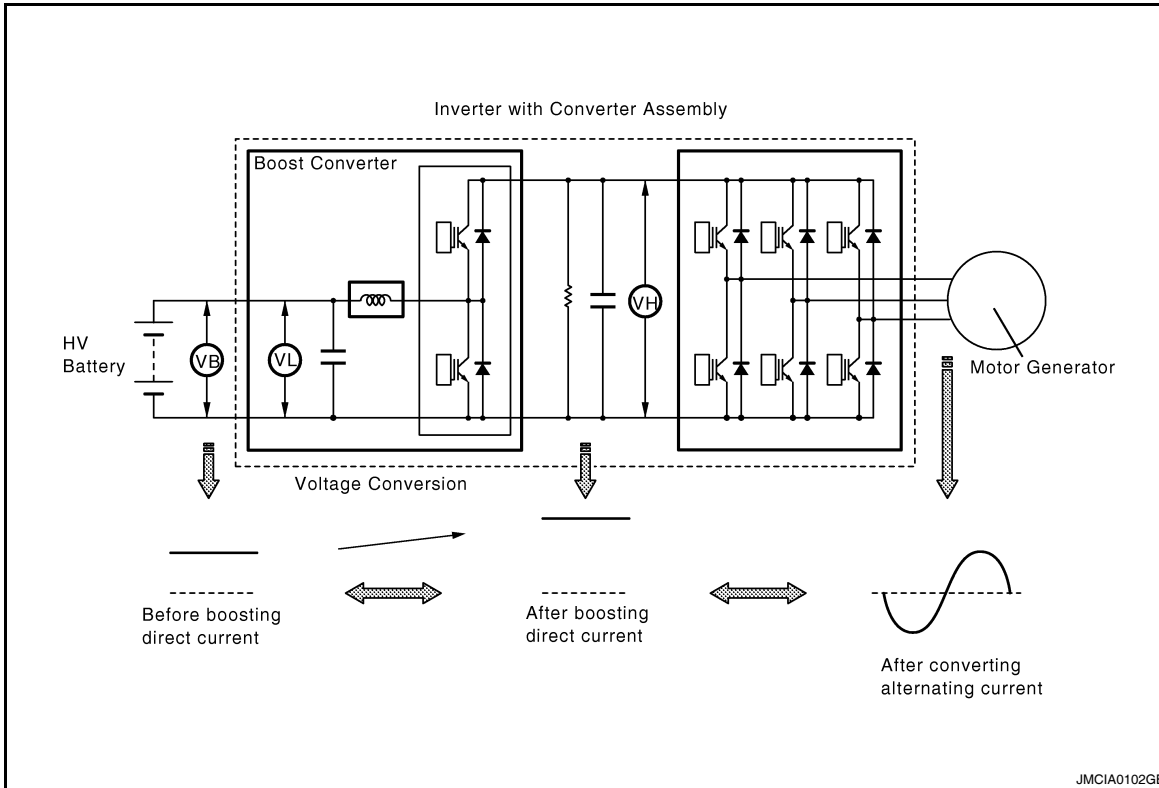 Inverter with Converter Assembly
Boost Converter
HV
Battery
VB
VL
VH
Motor Generator
Voltage Conversion
Before boosting
direct current
After boosting
direct current
After converting
alternating current
JMCIA0102GB